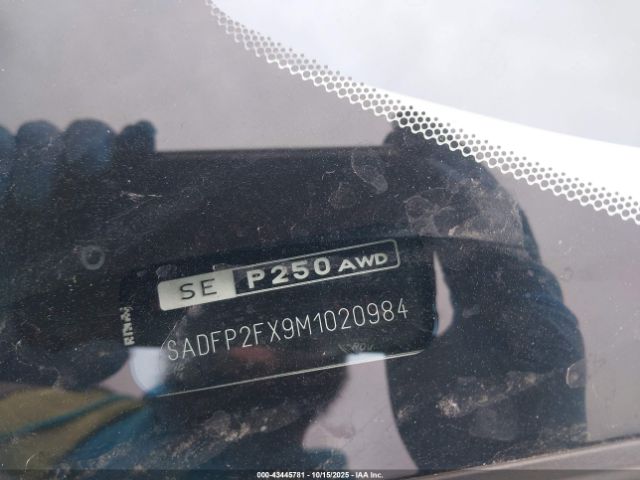 SE P250 AWD
SADFP2FX9M1020984
000-43445781 - 10/15/2025 - IAA Inc.